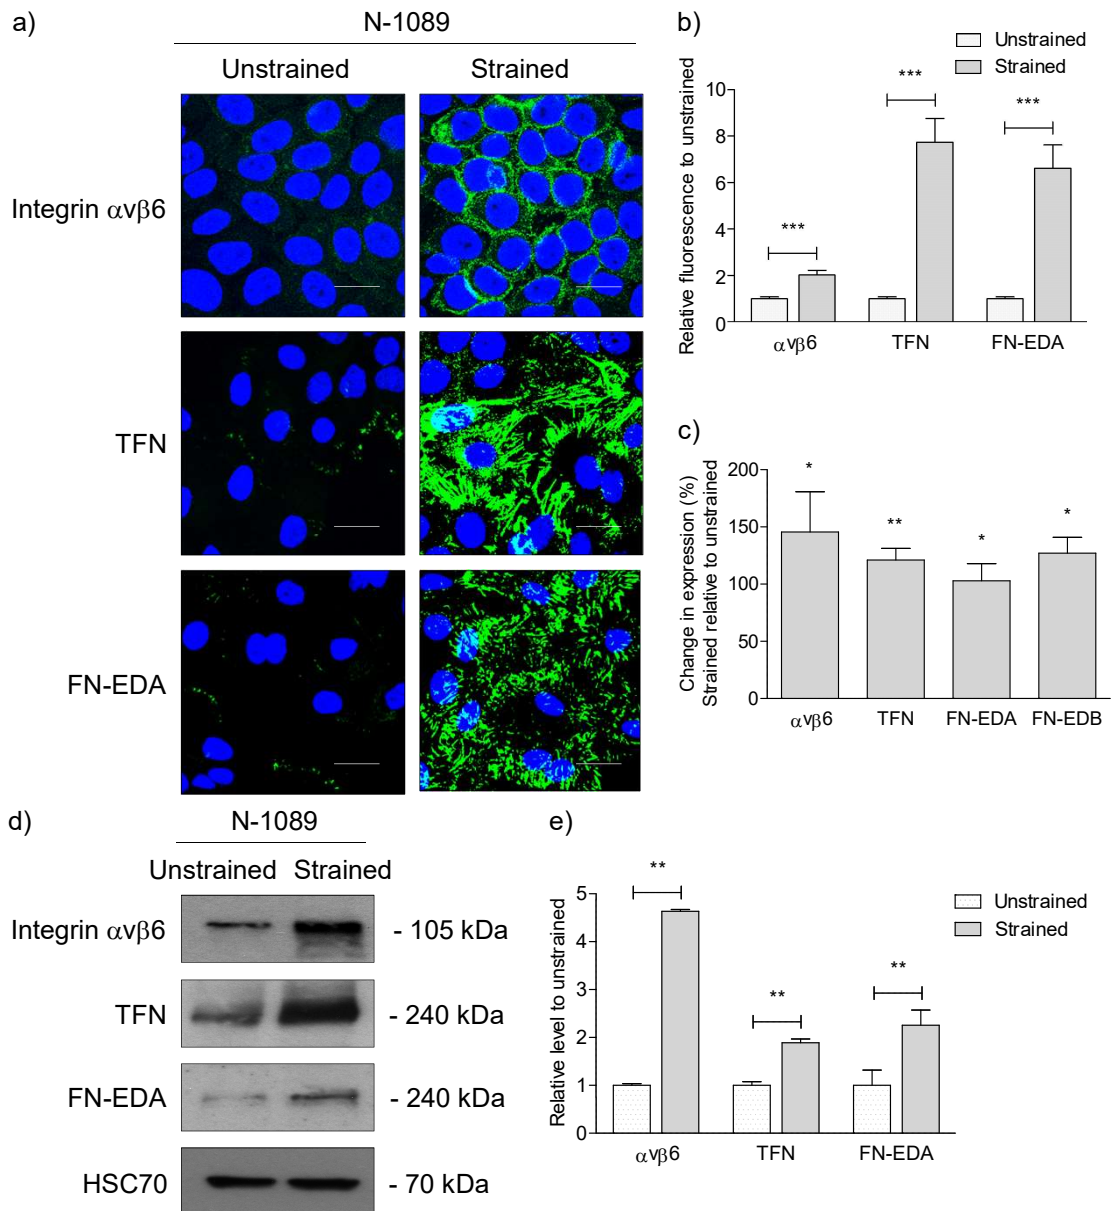 a)
N-1089
Unstrained Strained
Integrin αvβ6
TFN
FN-EDA
b)
Unstrained
Strained
Relative fluorescence to unstrained
10
8
6
4
2
0
***
***
***
αvβ6 TFN FN-EDA
c)
Change in expression (%)
Strained relative to unstrained
200
150
100
50
0
*
**
*
*
αvβ6 TFN FN-EDA FN-EDB
d)
N-1089
Unstrained Strained
Integrin αvβ6 - 105 kDa
TFN - 240 kDa
FN-EDA - 240 kDa
HSC70 - 70 kDa
e)
Unstrained
Strained
Relative level to unstrained
5
4
3
2
1
0
**
**
**
αvβ6 TFN FN-EDA